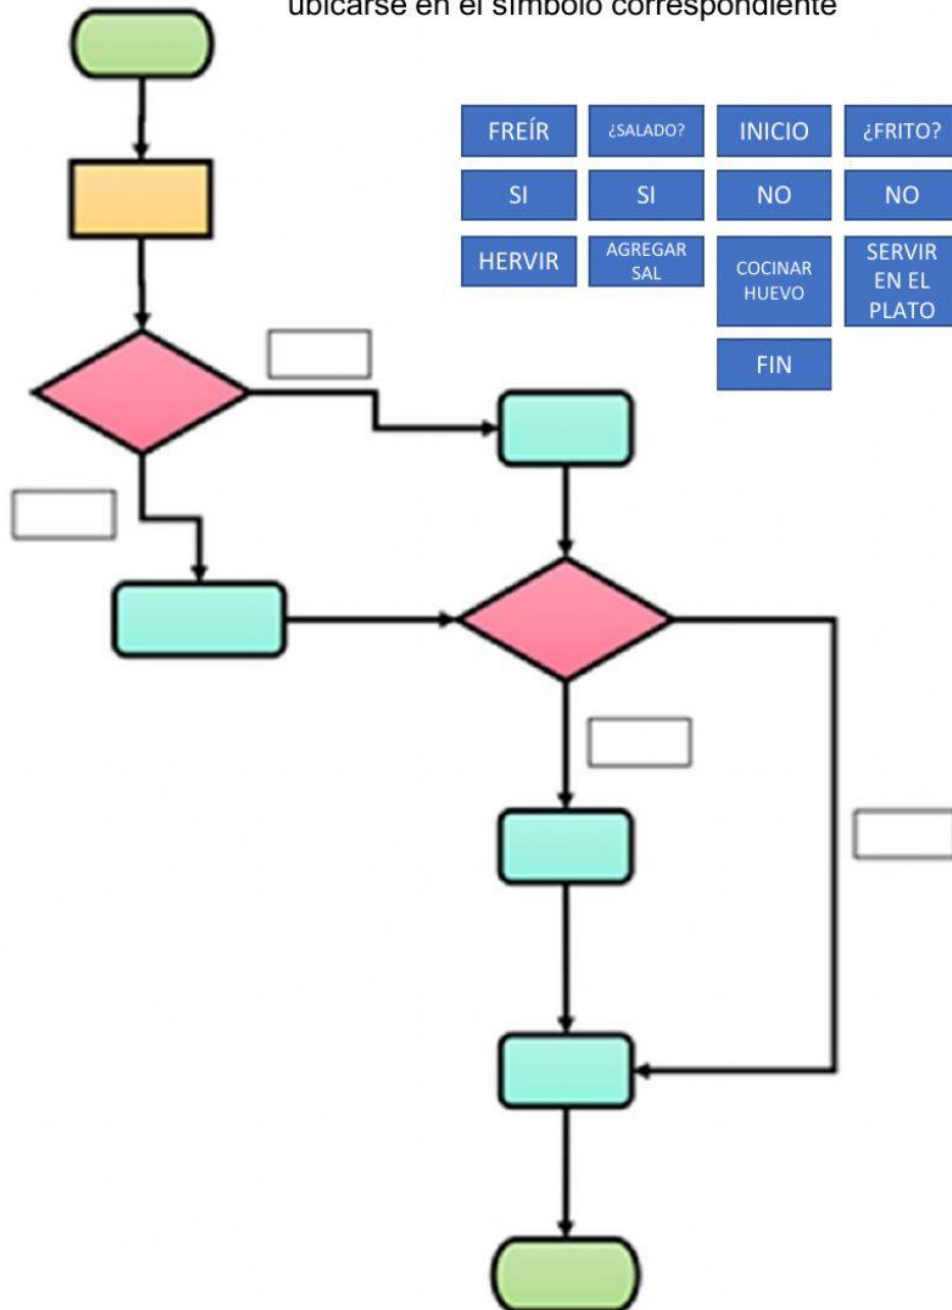 ubicarse en el símbolo correspondiente
FREÍR
¿SALADO?
INICIO
¿FRITO?
SI
SI
NO
NO
HERVIR
AGREGAR
SAL
COCINAR
HUEVO
SERVIR
EN EL
PLATO
FIN